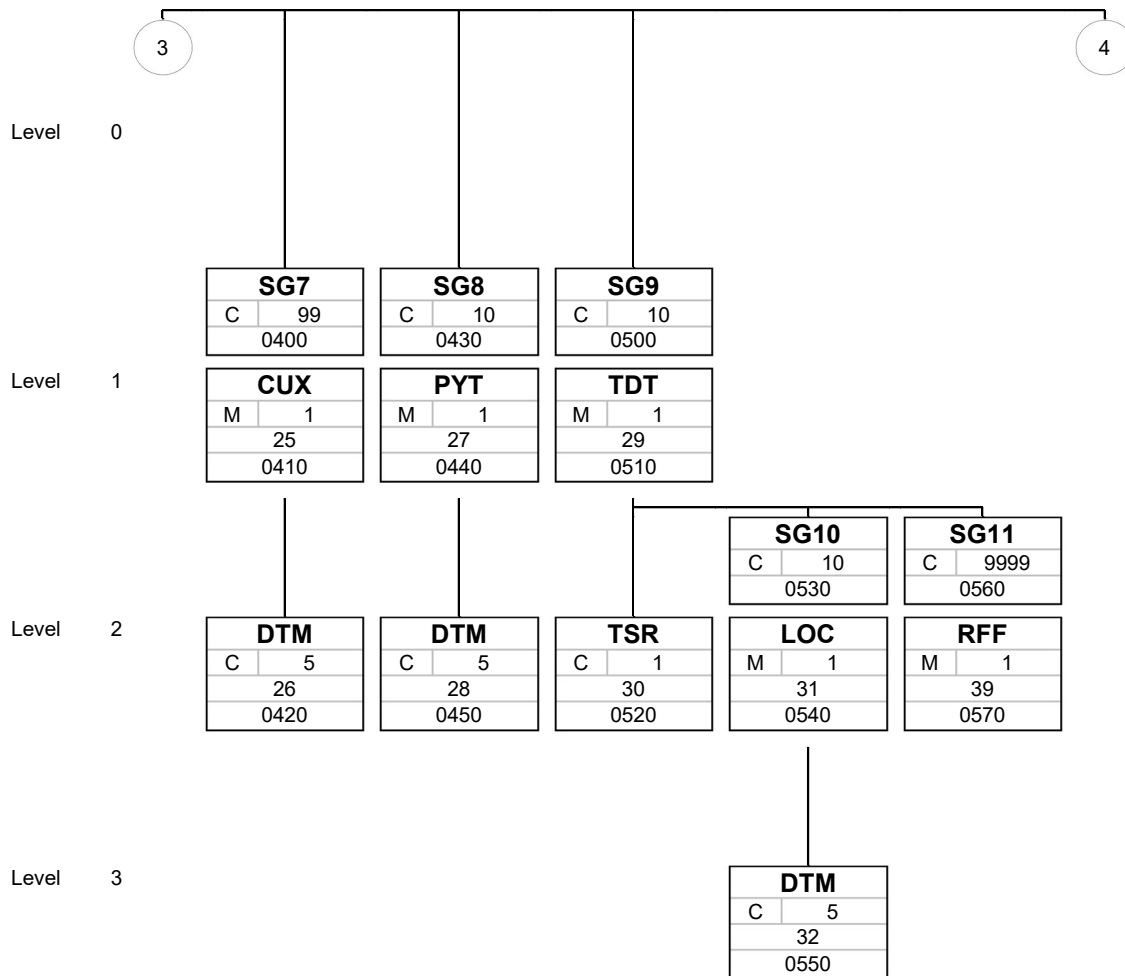 3 4
Level 0
SG7 SG8 SG9
C 99 C 10 C 10
0400 0430 0500
Level 1
CUX PYT TDT
M 1 M 1 M 1
25 27 29
0410 0440 0510
SG10 SG11
C 10 C 9999
0530 0560
Level 2
DTM DTM TSR LOC RFF
C 5 C 5 C 1 M 1 M 1
26 28 30 31 39
0420 0450 0520 0540 0570
Level 3
DTM
C 5
32
0550